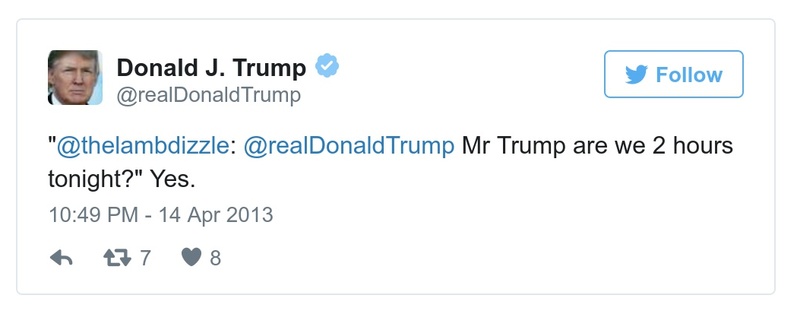 Donald J. Trump
@realDonaldTrump
Follow
"@thelambdizzle: @realDonaldTrump Mr Trump are we 2 hours
tonight?" Yes.
10:49 PM - 14 Apr 2013
7 8